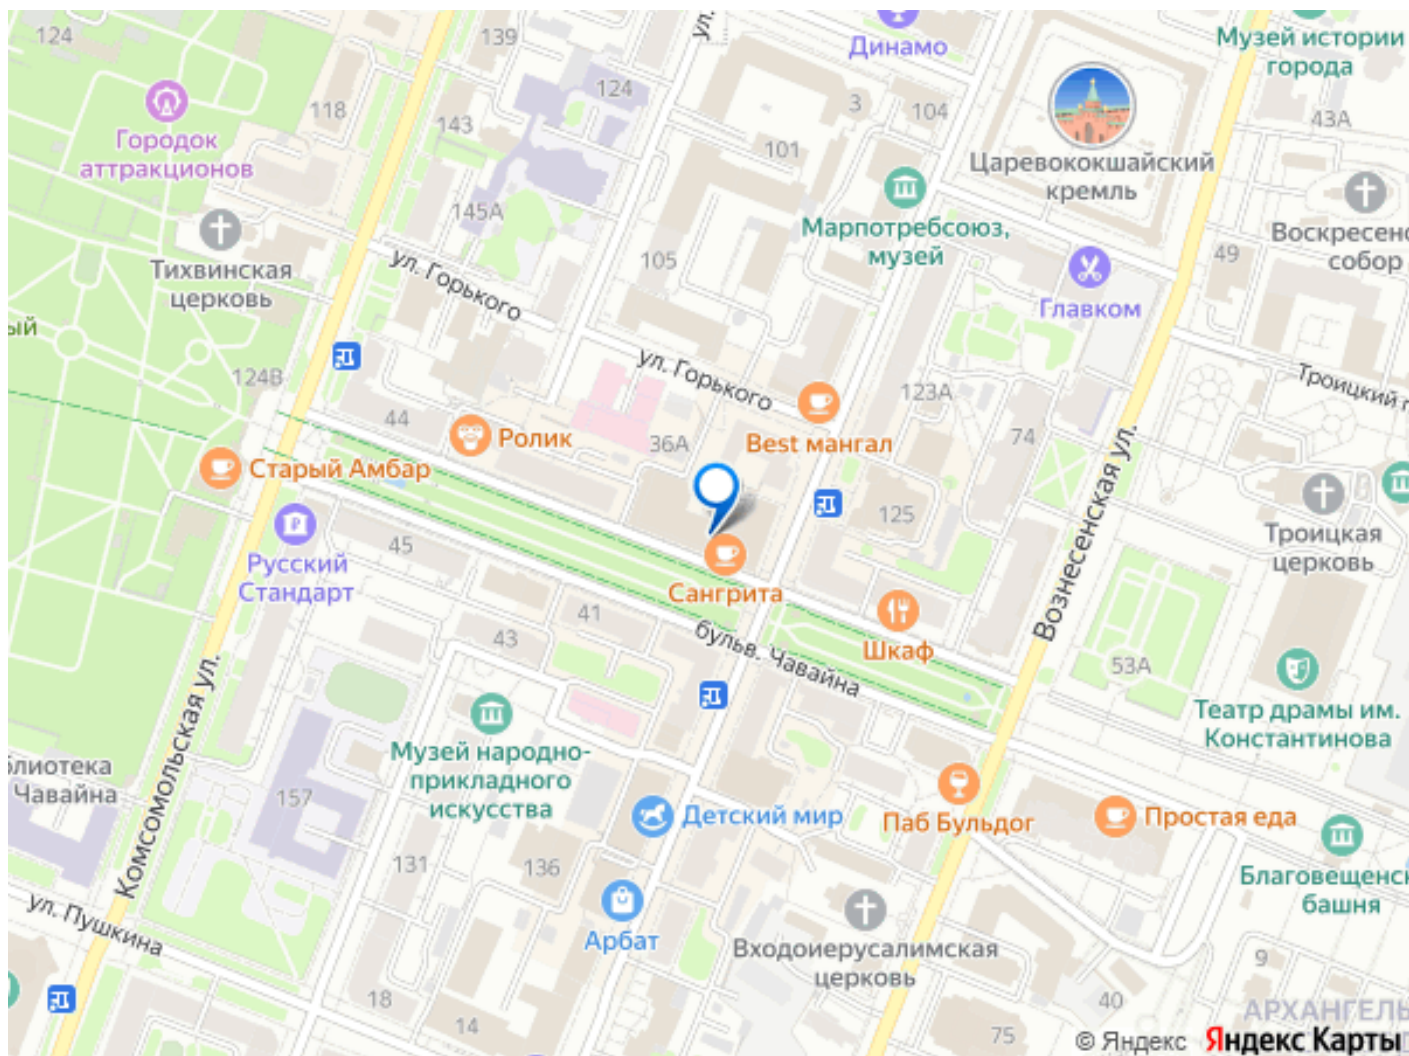 124
139
ул.
Динамо
Музей истории
города
118
124
143
3
104
43А
101
Городок
аттракционов
Царевококшайский
кремль
145А
Марпотребсоюз,
музей
Тихвинская
церковь
105
49
ул. Горького
Главком
ый
ул. Горького
Троицкий
124В
44
Ролик
36А
Best мангал
123А
74
Старый Амбар
125
Вознесенская ул.
Троицкая
церковь
45
Русский
Стандарт
Сангрита
41
43
бульв. Чавайна
Шкаф
53А
Театр драмы им.
Константинова
Комсомольская ул.
Музей народно-
прикладного
искусства
Чавайна
157
Детский мир
Паб Бульдог
Простая еда
131
136
башня
ул. Пушкина
Арбат
Входоиерусалимская
церковь
9
18
14
40
75
© Яндекс Яндекс Карты
собор